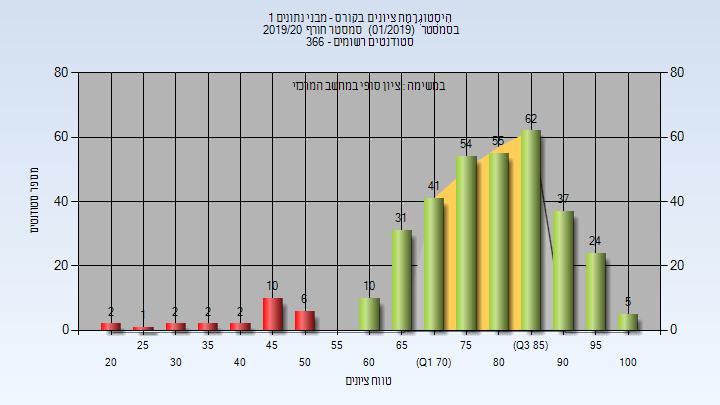 היסטוגרמת ציונים בקורס - מבני נתונים 1
בסמסטר (01/2019) סמסטר חורף 2019/20
סטודנטים רשומים - 366
במשימה : ציון סופי במחשב המרכזי
מספר סטודנטים
80 60 40 20 0
80 60 40 20 0
2 1 2 2 2 10 6 10 31 41 54 55 62 37 24 5
25 35 45 55 65 75 (Q3 85) 95
20 30 40 50 60 (Q1 70) 80 90 100
טווח ציונים